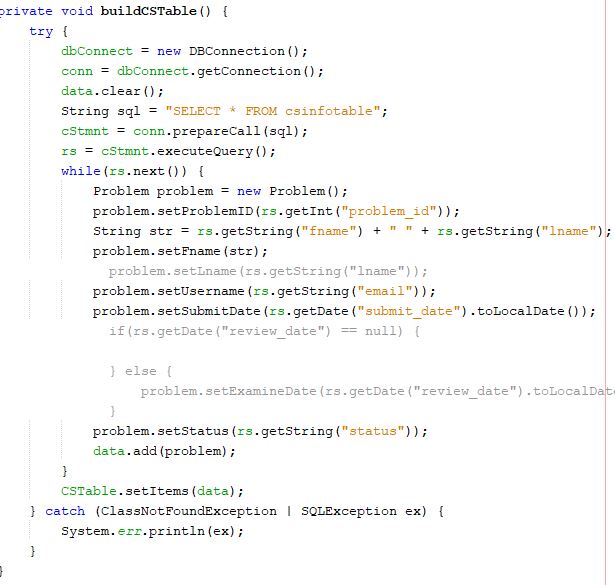 private void buildCSTable() {
try {
dbConnect = new DBConnection();
conn = dbConnect.getConnection();
data.clear();
String sql = "SELECT * FROM csinfotable";
cStmnt = conn.prepareCall(sql);
rs = cStmnt.executeQuery();
while(rs.next()) {
Problem problem = new Problem();
problem.setProblemID(rs.getInt("problem_id"));
String str = rs.getString("fname") + " " + rs.getString("lname");
problem.setFname(str);
problem.setLname(rs.getString("lname"));
problem.setUsername(rs.getString("email"));
problem.setSubmitDate(rs.getDate("submit_date").toLocalDate());
if(rs.getDate("review_date") == null) {
} else {
problem.setExamineDate(rs.getDate("review_date").toLocalDat
}
problem.setStatus(rs.getString("status"));
data.add(problem);
}
CSTable.setItems(data);
} catch (ClassNotFoundException | SQLException ex) {
System.err.println(ex);
}
}